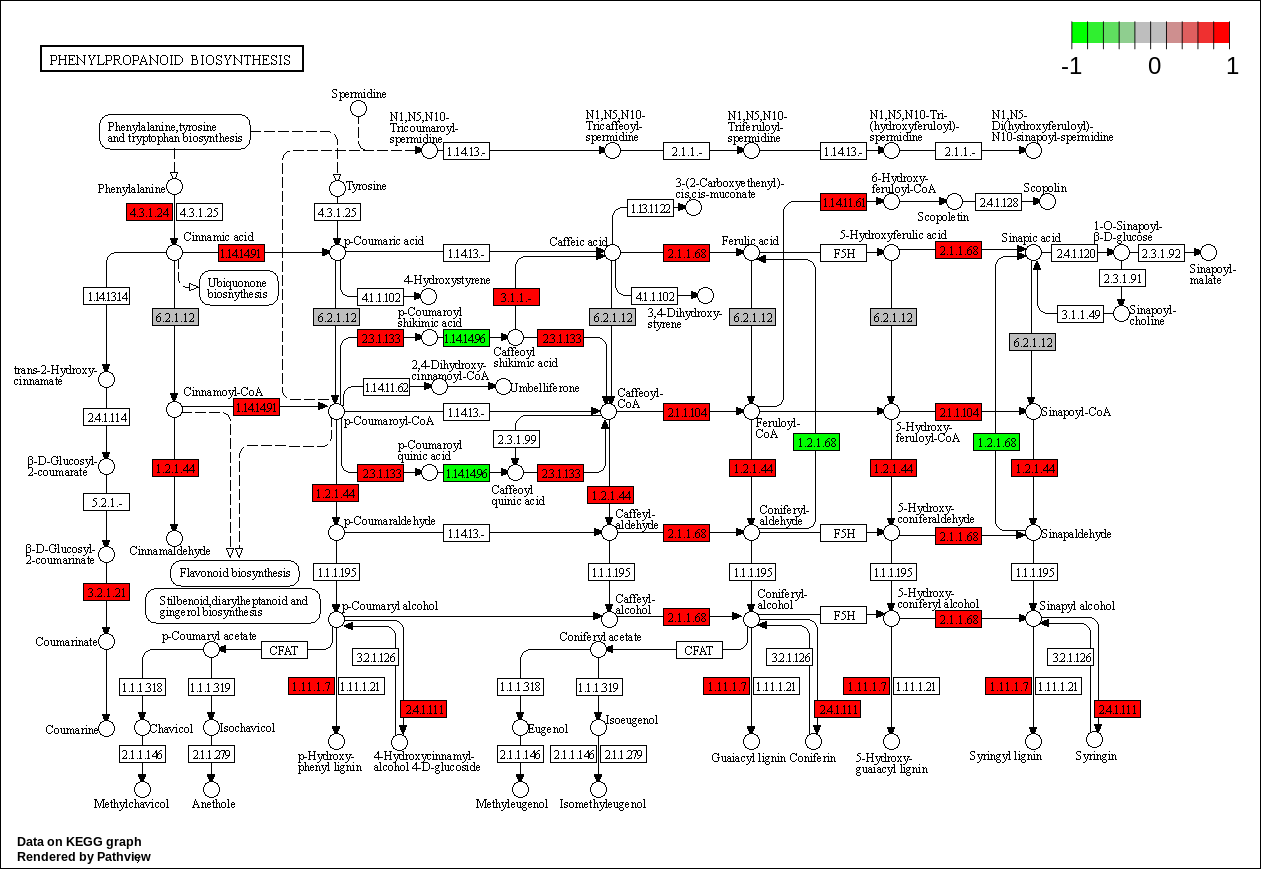 PHENYLPROPANOID BIOSYNTHESIS
-1
0
1
Spermidine
Phenylalanine,tyrosine
and tryptophan biosynthesis
N1,N5,N10-
Tricoumaroyl-
spermidine
1.14.13.-
N1,N5,N10-
Tricaffeoyl-
spermidine
2.1.1.-
N1,N5,N10-
Triferuloyl-
spermidine
1.14.13.-
N1,N5,N10-Tri-
(hydroxyferuloyl)-
spermidine
2.1.1.-
N1,N5-
Di(hydroxyferuloyl)-
N10-sinapoyl-spermidine
Phenylalanine
Tyrosine
4.3.1.24
4.3.1.25
4.3.1.25
3-(2-Carboxyethenyl)-
cis,cis-muconate
1.13.11.22
1.14.11.61
6-Hydroxy-
feruloyl-CoA
Scopoletin
2.4.1.128
Scopolin
Cinnamic acid
1.14.14.91
p-Coumaric acid
1.14.13.-
Caffeic acid
2.1.1.68
Ferulic acid
F5H
5-Hydroxyferulic acid
2.1.1.68
Sinapic acid
2.4.1.120
1-O-Sinapoyl-
β-D-glucose
2.3.1.92
Sinapoyl-
malate
2.3.1.91
3.1.1.49
Sinapoyl-
choline
Ubiquonone
biosnythesis
1.14.13.14
4.1.1.102
4-Hydroxystyrene
3.1.1.-
4.1.1.102
3,4-Dihydroxy-
styrene
6.2.1.12
6.2.1.12
6.2.1.12
6.2.1.12
6.2.1.12
6.2.1.12
p-Coumaroyl
shikimic acid
2.3.1.133
1.14.14.96
Caffeoyl
shikimic acid
2.3.1.133
trans-2-Hydroxy-
cinnamate
1.14.11.62
2,4-Dihydroxy-
cinnamoyl-CoA
Umbelliferone
Cinnamoyl-CoA
1.14.14.91
p-Coumaroyl-CoA
1.14.13.-
Caffeoyl-
CoA
2.1.1.104
Feruloyl-
CoA
5-Hydroxy-
feruloyl-CoA
2.1.1.104
Sinapoyl-CoA
2.4.1.114
2.3.1.99
1.2.1.68
1.2.1.68
β-D-Glucosyl-
2-coumarate
1.2.1.44
p-Coumaroyl
quinic acid
2.3.1.133
1.14.14.96
Caffeoyl
quinic acid
2.3.1.133
1.2.1.44
1.2.1.44
1.2.1.44
1.2.1.44
1.2.1.44
5.2.1.-
Cinnamaldehyde
p-Coumaraldehyde
1.14.13.-
Caffeyl-
aldehyde
2.1.1.68
Coniferyl-
aldehyde
F5H
5-Hydroxy-
coniferaldehyde
2.1.1.68
Sinapaldehyde
β-D-Glucosyl-
2-coumarinate
Flavonoid biosynthesis
1.1.1.195
1.1.1.195
1.1.1.195
1.1.1.195
1.1.1.195
3.2.1.21
Stilbenoid,diarylheptanoid and
gingerol biosynthesis
p-Coumaryl alcohol
Caffeyl-
alcohol
2.1.1.68
Coniferyl-
alcohol
F5H
5-Hydroxy-
coniferyl alcohol
2.1.1.68
Sinapyl alcohol
Coumarinate
p-Coumaryl acetate
CFAT
3.2.1.126
Coniferyl acetate
CFAT
3.2.1.126
3.2.1.126
1.1.1.318
1.1.1.319
1.11.1.7
1.11.1.21
2.4.1.111
1.1.1.318
1.1.1.319
1.11.1.7
1.11.1.21
2.4.1.111
1.11.1.7
1.11.1.21
1.11.1.7
1.11.1.21
2.4.1.111
Coumarine
Chavicol
Isochavicol
Eugenol
Isoeugenol
2.1.1.146
2.1.1.279
2.1.1.146
2.1.1.146
2.1.1.279
p-Hydroxy-
phenyl lignin
4-Hydroxycinnamyl-
alcohol 4-D-glucoside
Guaiacyl lignin
Coniferin
5-Hydroxy-
guaiacyl lignin
Syringyl lignin
Syringin
Methylchavicol
Anethole
Methyleugenol
Isomethyleugenol
Data on KEGG graph
Rendered by Pathview